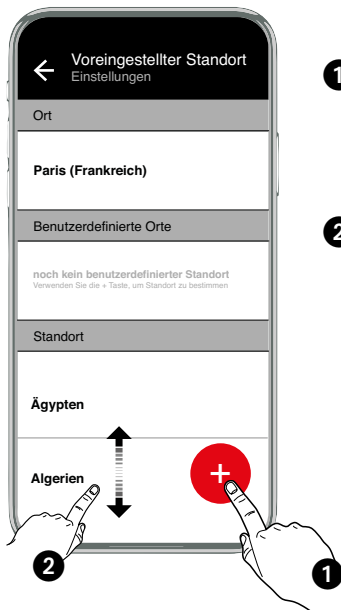 Voreingestellter Standort
Einstellungen
Ort
Paris (Frankreich)
Benutzerdefinierte Orte
noch kein benutzerdefinierter Standort
Verwenden Sie die + Taste, um Standort zu bestimmen
Standort
Ägypten
Algerien
+
2
1
1
2